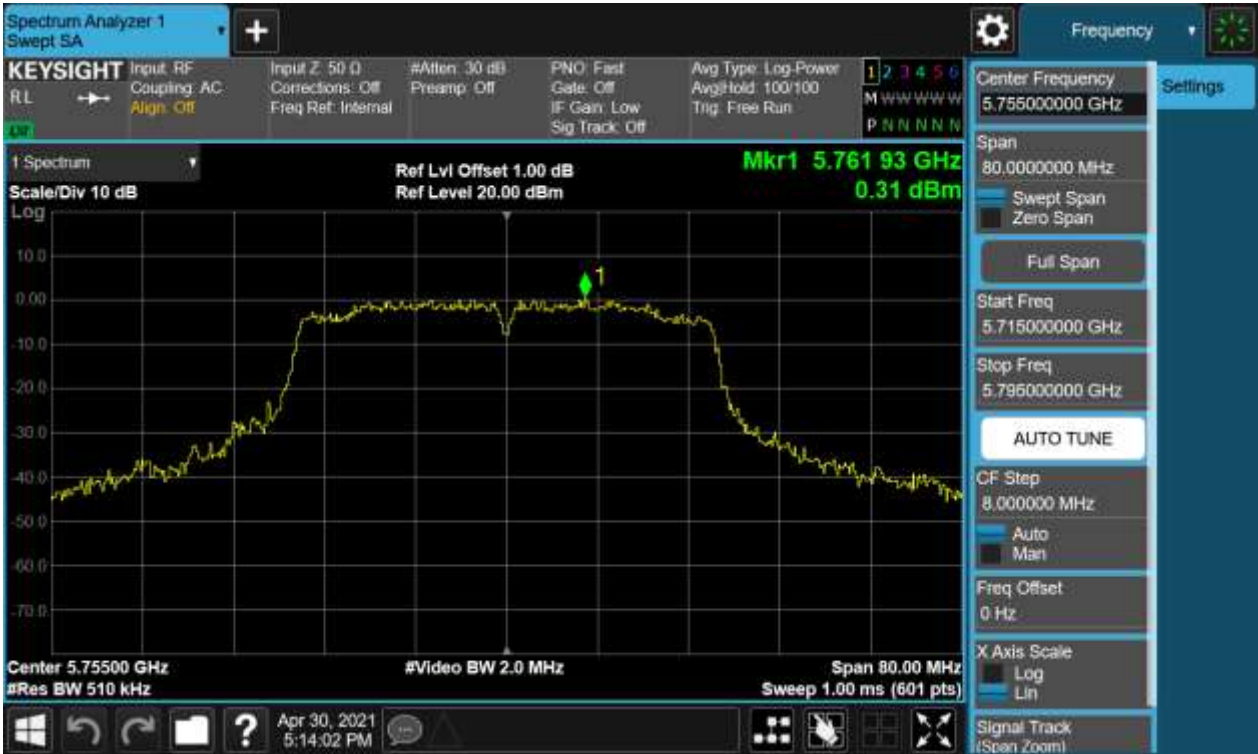 Spectrum Analyzer 1
Swept SA
+
Frequency
KEYSIGHT
RL
Input: RF
Coupling: AC
Align: Off
Input Z: 50 Ω
Corrections: Off
Freq Ref: Internal
#Atten: 30 dB
Preamp: Off
PNO: Fast
Gate: Off
IF Gain: Low
Sig Track: Off
Avg Type: Log-Power
Avg|Hold: 100/100
Trig: Free Run
1 2 3 4 5 6
M W W W W W
P N N N N N
1 Spectrum
Scale/Div 10 dB
Log
Ref Lvl Offset 1.00 dB
Ref Level 20.00 dBm
Mkr1 5.761 93 GHz
0.31 dBm
10.0
0.00
-10.0
-20.0
-30.0
-40.0
-50.0
-60.0
-70.0
1
Center 5.75500 GHz
#Res BW 510 kHz
#Video BW 2.0 MHz
Span 80.00 MHz
Sweep 1.00 ms (601 pts)
Center Frequency
5.755000000 GHz
Settings
Span
80.0000000 MHz
Swept Span
Zero Span
Full Span
Start Freq
5.715000000 GHz
Stop Freq
5.795000000 GHz
AUTO TUNE
CF Step
8.000000 MHz
Auto
Man
Freq Offset
0 Hz
X Axis Scale
Log
Lin
Signal Track
(Span Zoom)
?
Apr 30, 2021
5:14:02 PM